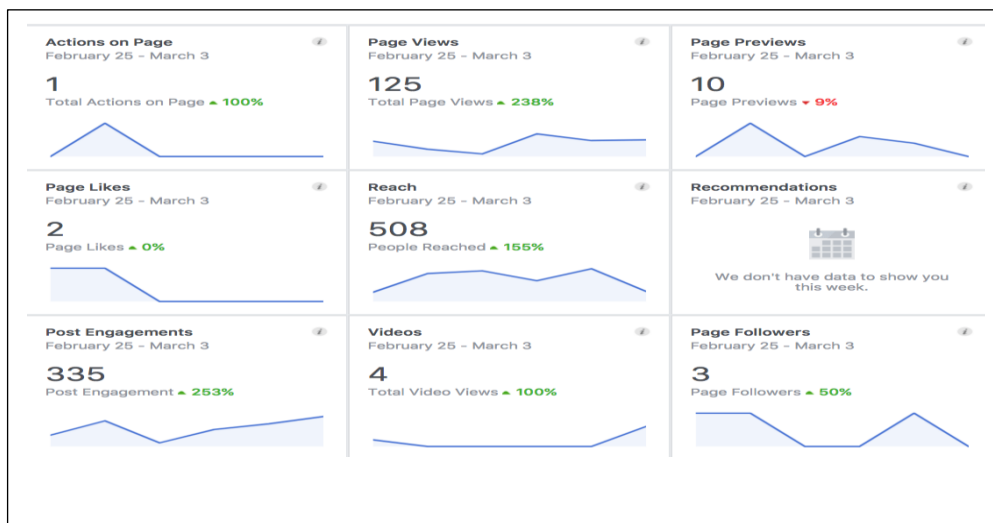 Actions on Page
February 25 - March 3
1
Total Actions on Page ▲ 100%
Page Views
February 25 - March 3
125
Total Page Views ▲ 238%
Page Previews
February 25 - March 3
10
Page Previews ▼ 9%
Page Likes
February 25 - March 3
2
Page Likes ▲ 0%
Reach
February 25 - March 3
508
People Reached ▲ 155%
Recommendations
February 25 - March 3
We don't have data to show you
this week.
Post Engagements
February 25 - March 3
335
Post Engagement ▲ 253%
Videos
February 25 - March 3
4
Total Video Views ▲ 100%
Page Followers
February 25 - March 3
3
Page Followers ▲ 50%